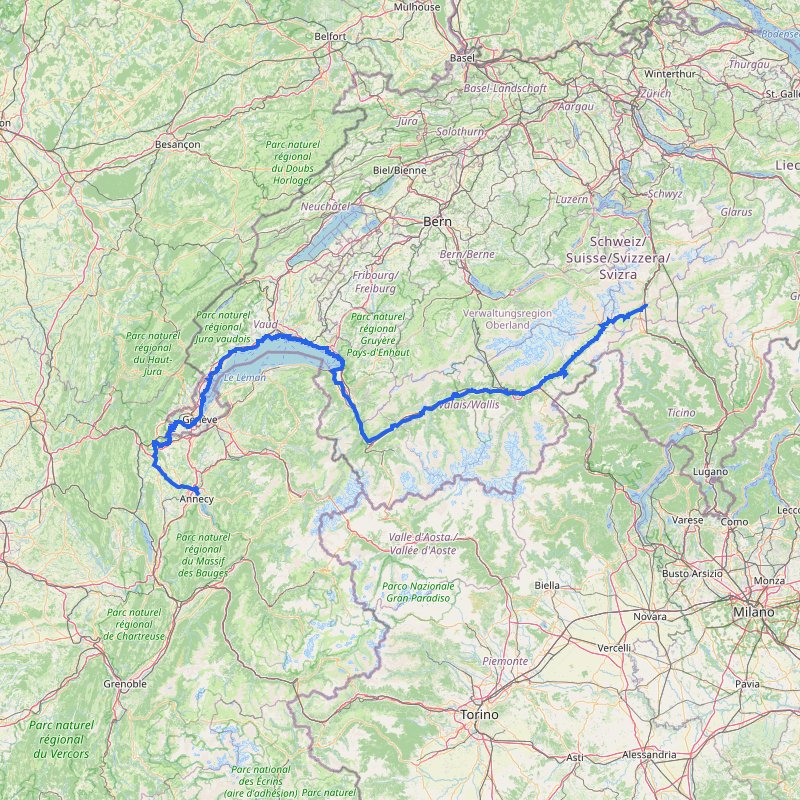 Mulhouse
Belfort
Basel
Bodensee
Thurgau
Winterthur
Basel-Landschaft
Zürich
St. Galle
Aargau
Jura
Solothurn
Besançon
Parc naturel
régional
du Doubs
Horloger
Biel/Bienne
Liec
Luzern
Schwyz
Neuchâtel
Bern
Glarus
Schweiz/
Suisse/Svizzera/
Svizra
Bern/Berne
Fribourg/
Freiburg
Verwaltungsregion
Oberland
Parc naturel
régional
Jura vaudois
Vaud
Parc naturel
régional
Gruyère
Pays-d'Enhaut
Parc naturel
régional
du Haut-
Jura
Le Léman
Valais/Wallis
Ticino
Genève
Lugano
Annecy
Lecco
Varese
Como
Parc naturel
régional
du Massif
des Bauges
Valle d'Aosta /
Vallée d'Aoste
Busto Arsizio
Monza
Parco Nazionale
Gran Paradiso
Biella
Milano
Parc naturel
régional
de Chartreuse
Novara
Vercelli
Piemonte
Grenoble
Pavia
Torino
Parc naturel
régional
du Vercors
Asti
Alessandria
Parc national
des Écrins
(aire d'adhésion)
Parc naturel